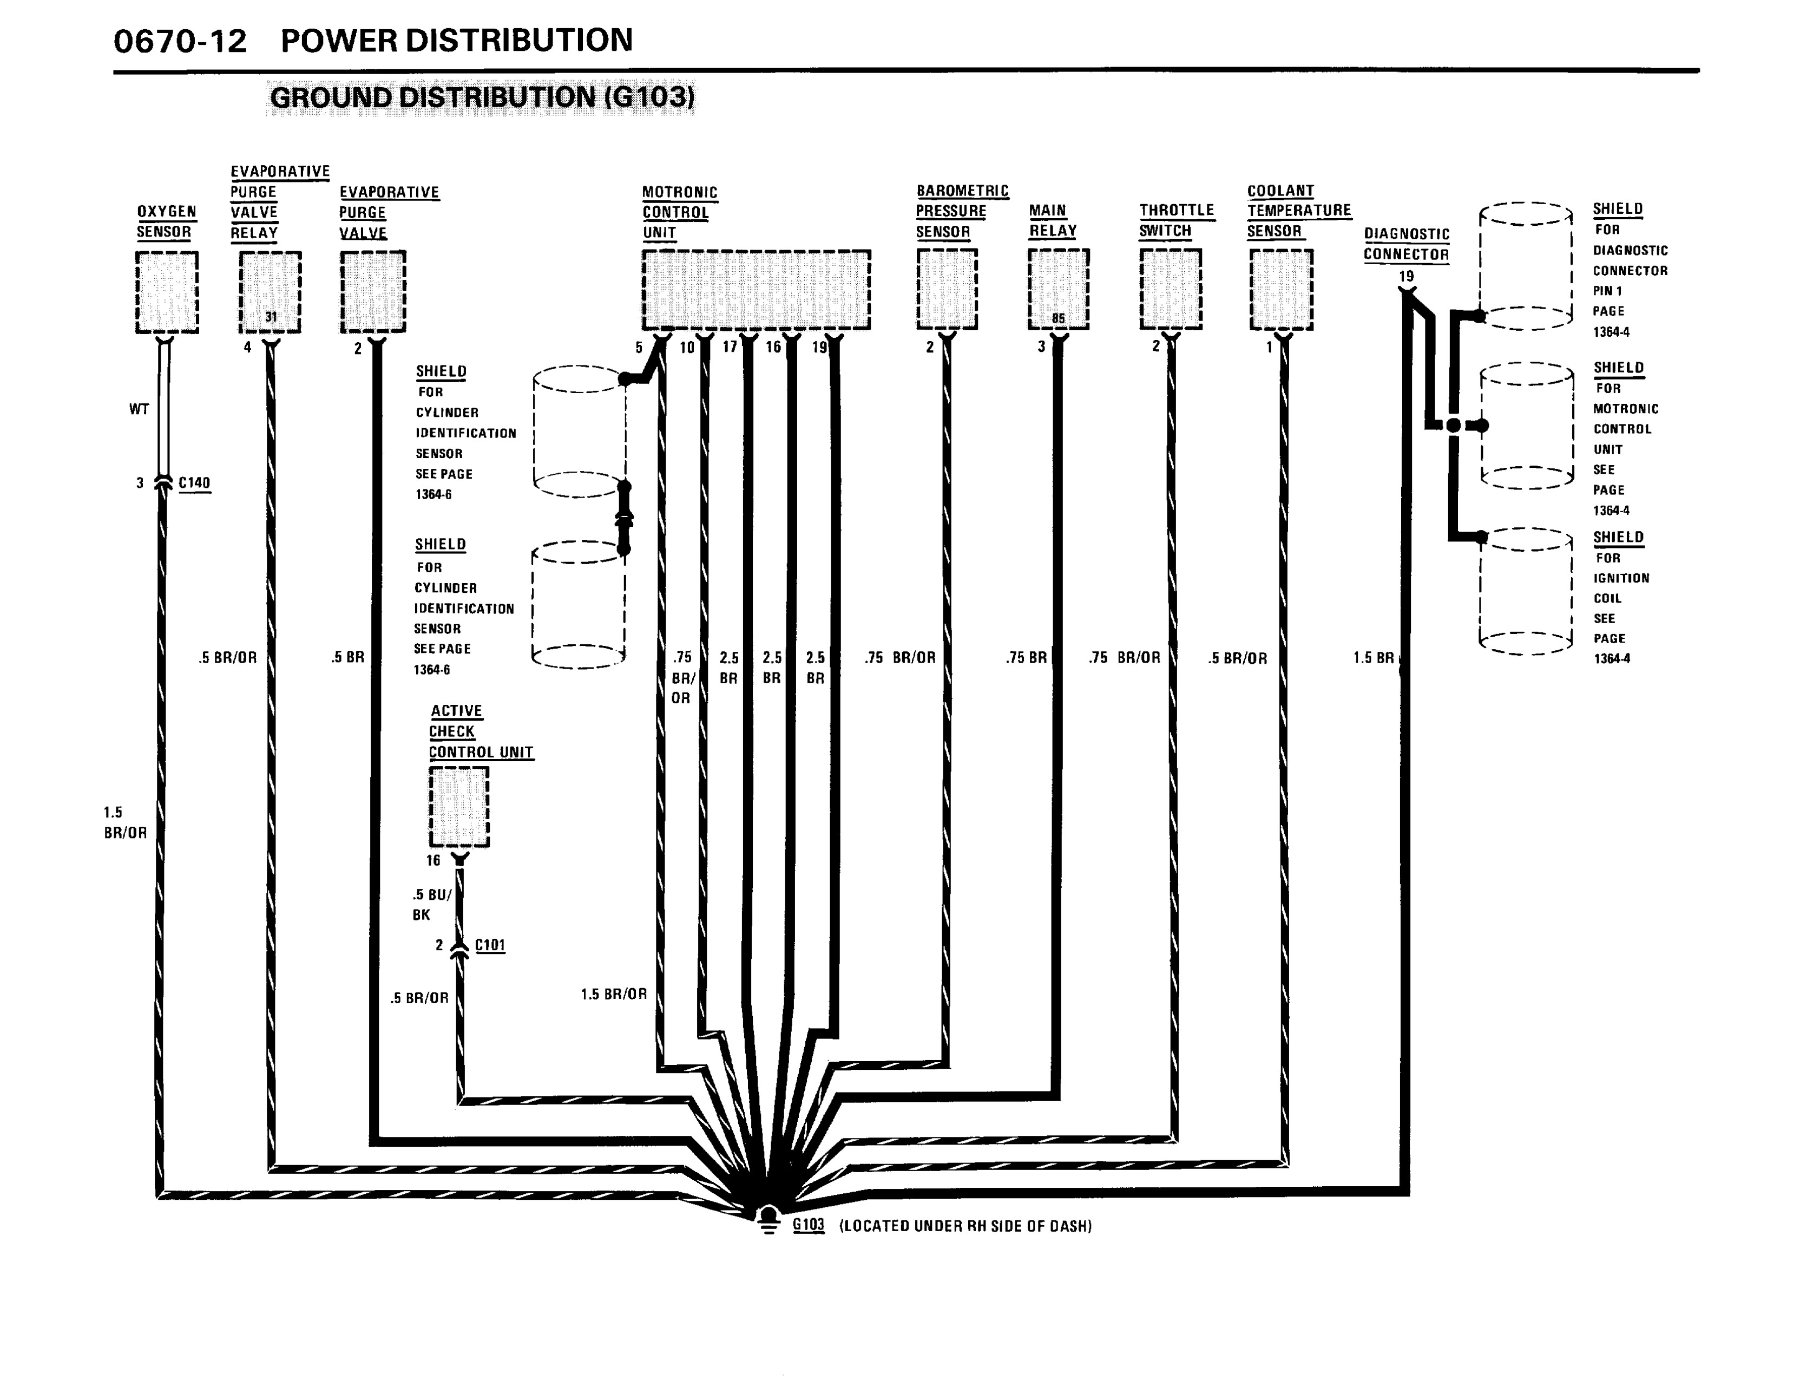 0670-12 POWER DISTRIBUTION
GROUND DISTRIBUTION (G103)
OXYGEN
SENSOR
EVAPORATIVE
PURGE
VALVE
RELAY
31
4
EVAPORATIVE
PURGE
VALVE
2
MOTRONIC
CONTROL
UNIT
5
10
17
16
19
BAROMETRIC
PRESSURE
SENSOR
2
MAIN
RELAY
85
3
THROTTLE
SWITCH
2
COOLANT
TEMPERATURE
SENSOR
1
DIAGNOSTIC
CONNECTOR
19
SHIELD
FOR
DIAGNOSTIC
CONNECTOR
PIN 1
PAGE
1364-4
SHIELD
FOR
MOTRONIC
CONTROL
UNIT
SEE
PAGE
1364-4
SHIELD
FOR
IGNITION
COIL
SEE
PAGE
1364-4
WT
3
C140
SHIELD
FOR
CYLINDER
IDENTIFICATION
SENSOR
SEE PAGE
1364-6
SHIELD
FOR
CYLINDER
IDENTIFICATION
SENSOR
SEE PAGE
1364-6
.5 BR/OR
.5 BR
.75
BR/
OR
2.5
BR
2.5
BR
2.5
BR
.75 BR/OR
.75 BR
.75 BR/OR
.5 BR/OR
1.5 BR
ACTIVE
CHECK
CONTROL UNIT
1.5
BR/OR
16
.5 BU/
BK
2
C101
.5 BR/OR
1.5 BR/OR
G103 (LOCATED UNDER RH SIDE OF DASH)